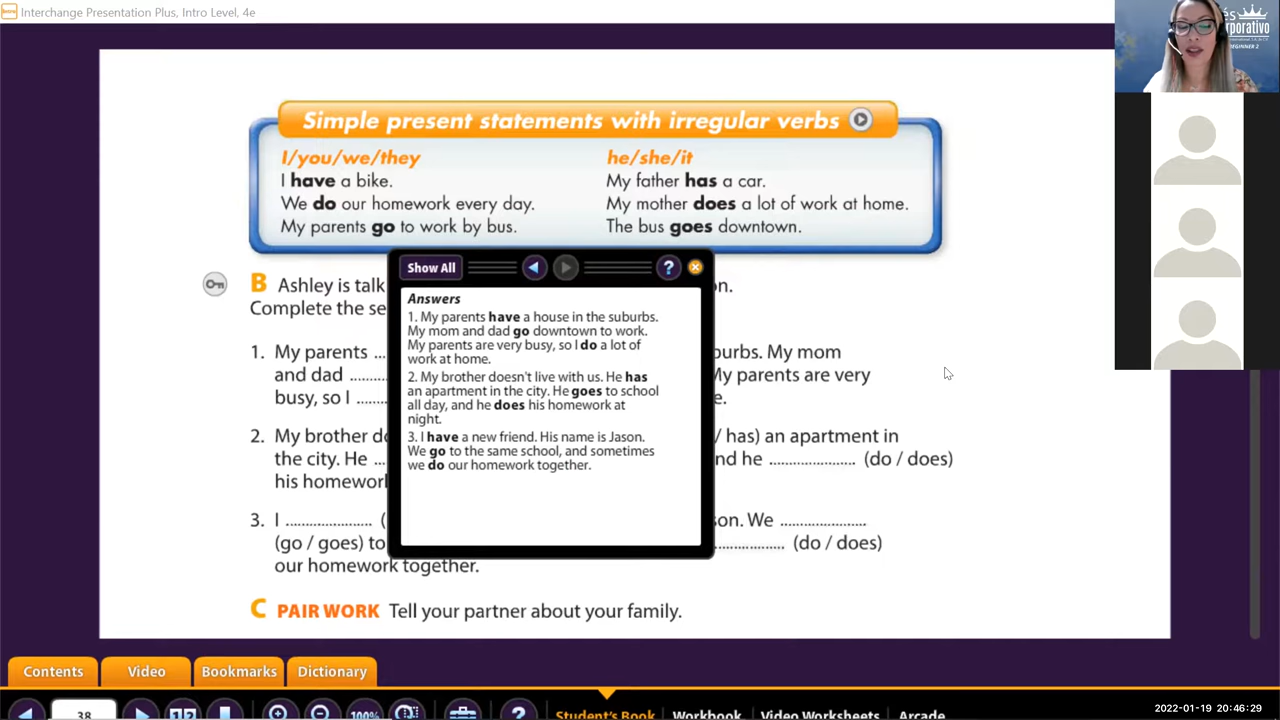 Interchange Presentation Plus, Intro Level, 4e
és
rporativo
BEGINNER 2
Simple present statements with irregular verbs
I/you/we/they
I have a bike.
We do our homework every day.
My parents go to work by bus.
he/she/it
My father has a car.
My mother does a lot of work at home.
The bus goes downtown.
B Ashley is talk
on.
Complete the se
1. My parents ...
burbs. My mom
and dad .........
My parents are very
busy, so I ........
e.
2. My brother do
/ has) an apartment in
the city. He ...
nd he .................... (do / does)
his homework
3. I .................... (
son. We ....................
(go / goes) to
.................. (do / does)
our homework together.
C PAIR WORK Tell your partner about your family.
Show All
?
Answers
1. My parents have a house in the suburbs.
My mom and dad go downtown to work.
My parents are very busy, so I do a lot of
work at home.
2. My brother doesn't live with us. He has
an apartment in the city. He goes to school
all day, and he does his homework at
night.
3. I have a new friend. His name is Jason.
We go to the same school, and sometimes
we do our homework together.
Contents
Video
Bookmarks
Dictionary
38
1 2
100%
?
Student's Book
Workbook
Video Worksheets
Arcade
2022-01-19 20:46:29